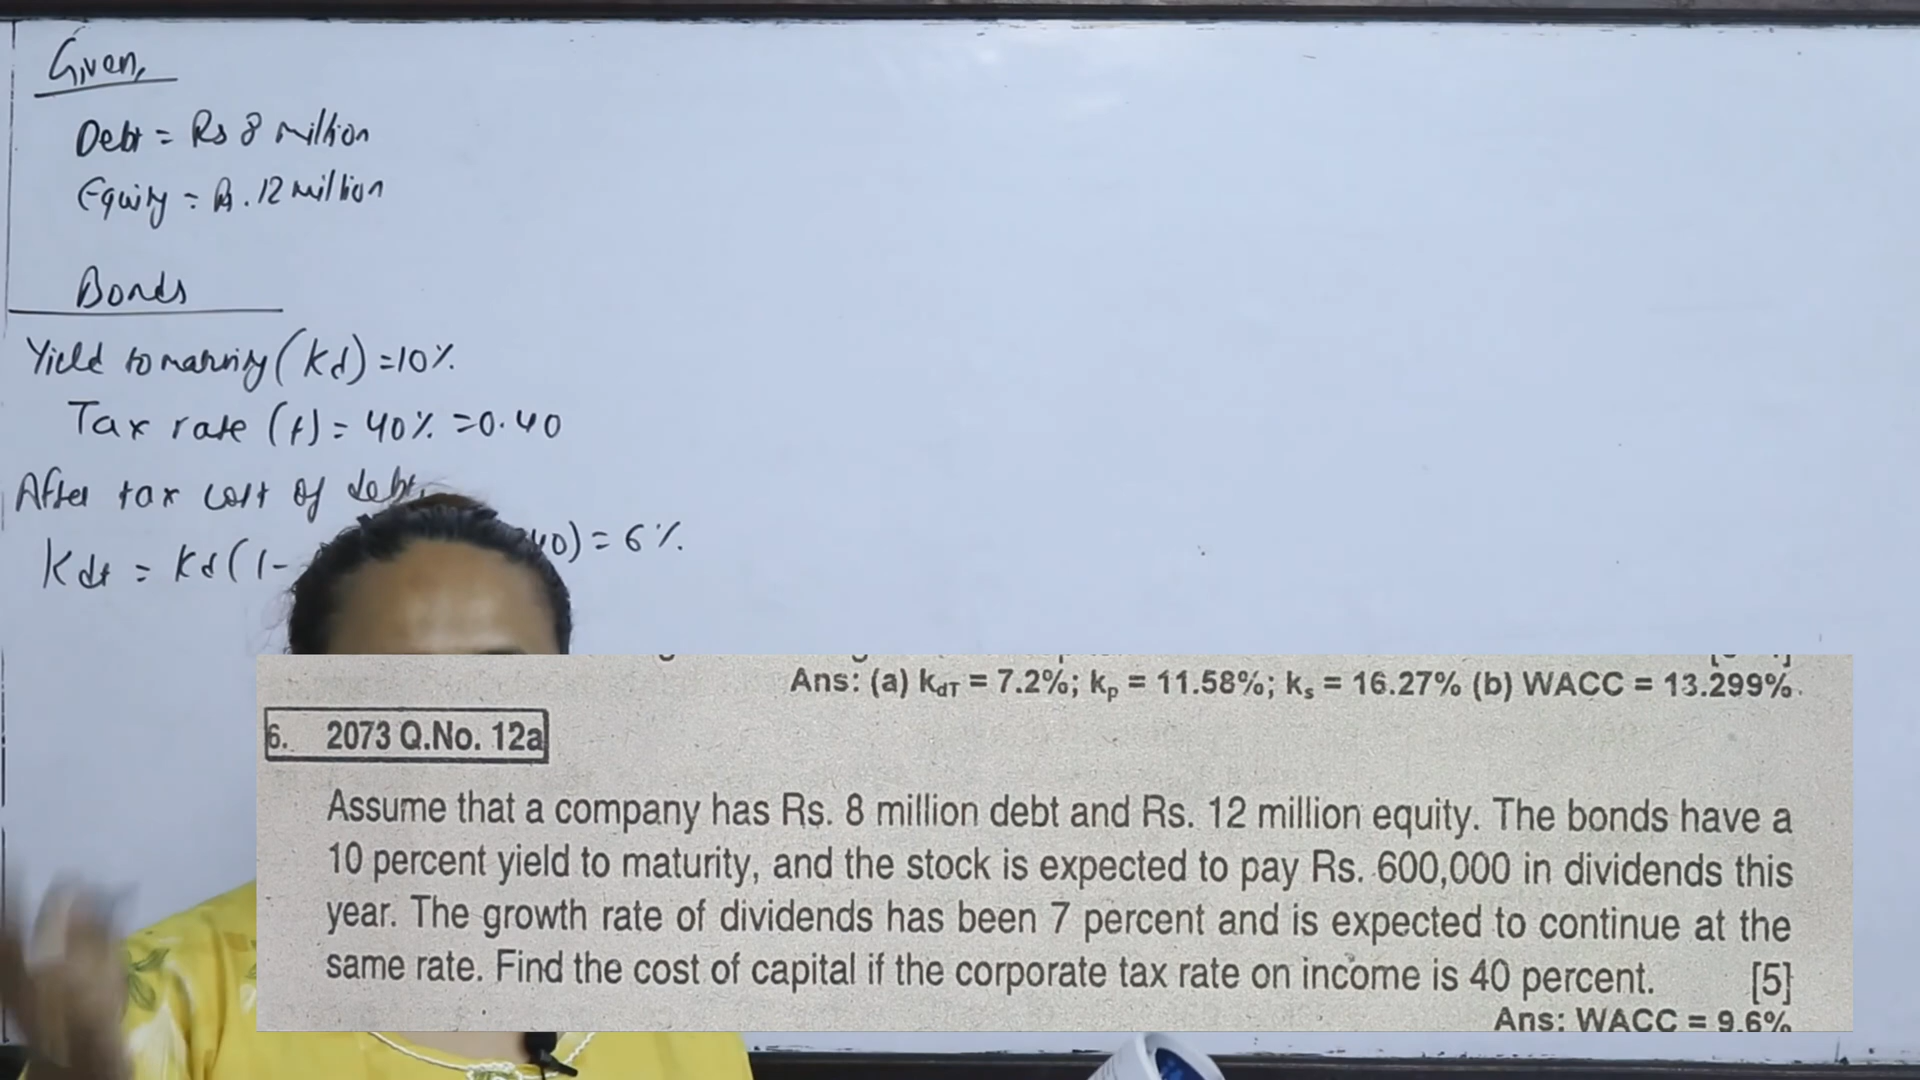 Given,
Debt = Rs 8 million
Equity = Rs. 12 million
Bonds
Yield to maturity (Kd) = 10%.
Tax rate (t) = 40% = 0.40
After tax cost of debt,
Kdt = Kd (1- 40) = 6%.
Ans: (a) kdT = 7.2%; kp = 11.58%; ks = 16.27% (b) WACC = 13.299%.
6. 2073 Q.No. 12a
Assume that a company has Rs. 8 million debt and Rs. 12 million equity. The bonds have a
10 percent yield to maturity, and the stock is expected to pay Rs. 600,000 in dividends this
year. The growth rate of dividends has been 7 percent and is expected to continue at the
same rate. Find the cost of capital if the corporate tax rate on income is 40 percent. [5]
Ans: WACC = 9.6%